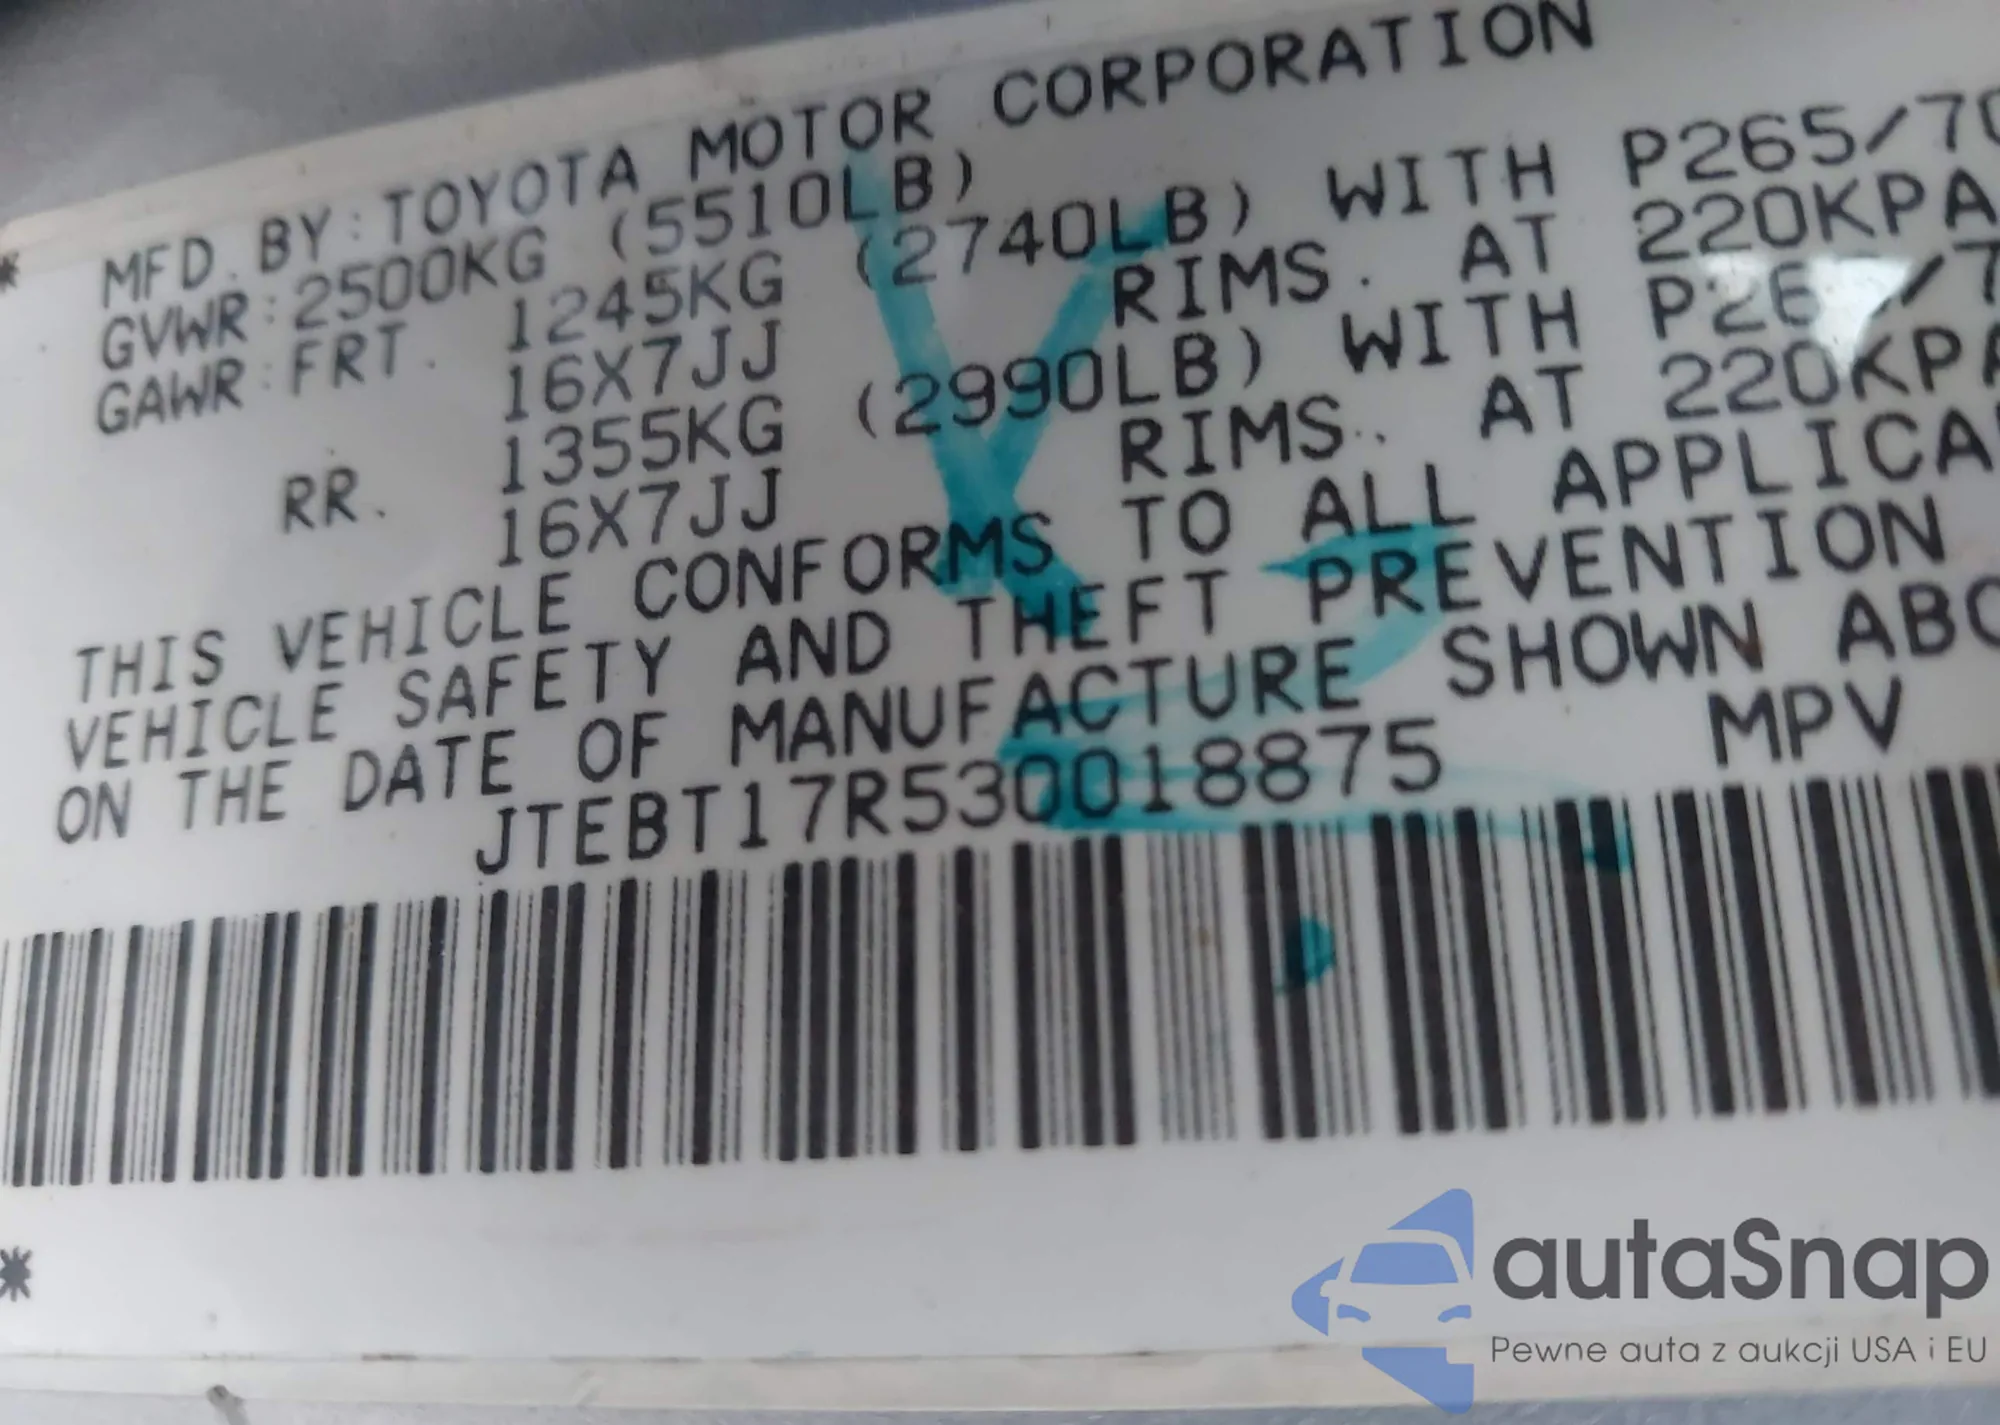 MFD. BY: TOYOTA MOTOR CORPORATION
GVWR: 2500KG (5510LB)
GAWR: FRT. 1245KG (2740LB) WITH P265/70
16X7JJ RIMS. AT 220KPA
RR. 1355KG (2990LB) WITH
16X7JJ RIMS. AT 220KPA
THIS VEHICLE CONFORMS TO ALL
VEHICLE SAFETY AND THEFT PREVENTION
ON THE DATE OF MANUFACTURE SHOWN
JTEBT17R530018875 MPV
*
*
autaSnap
Pewne auta z aukcji USA i EU